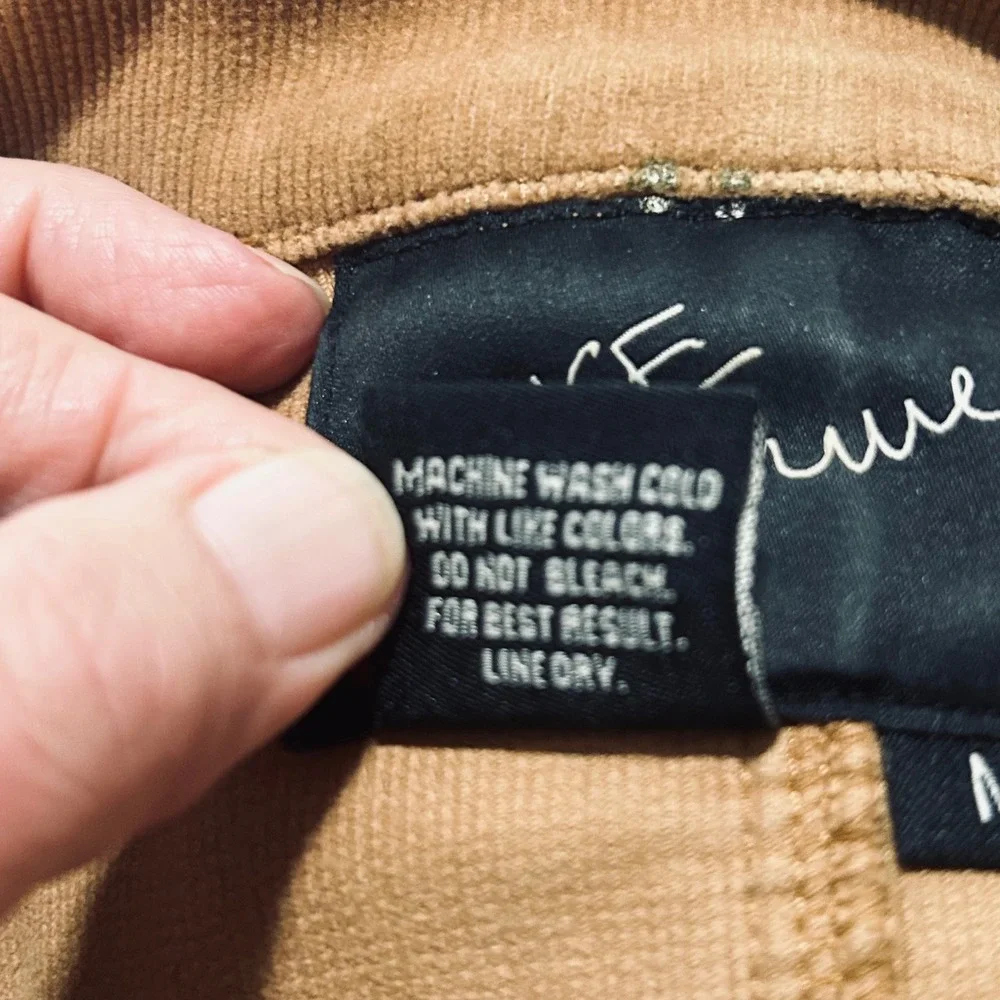 MACHINE WASH COLD
WITH LIKE COLORS.
DO NOT BLEACH.
FOR BEST RESULT.
LINE DRY.